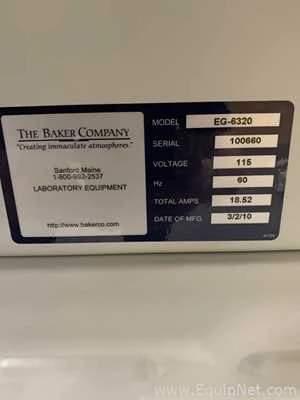 THE BAKER COMPANY
"Creating immaculate atmospheres."
Sanford,Maine
1-800-992-2537
LABORATORY EQUIPMENT
http://www.bakerco.com
MODEL EG-6320
SERIAL 100660
VOLTAGE 115
Hz 60
TOTAL AMPS 18.52
DATE OF MFG. 3/2/10
© www.EquipNet.com